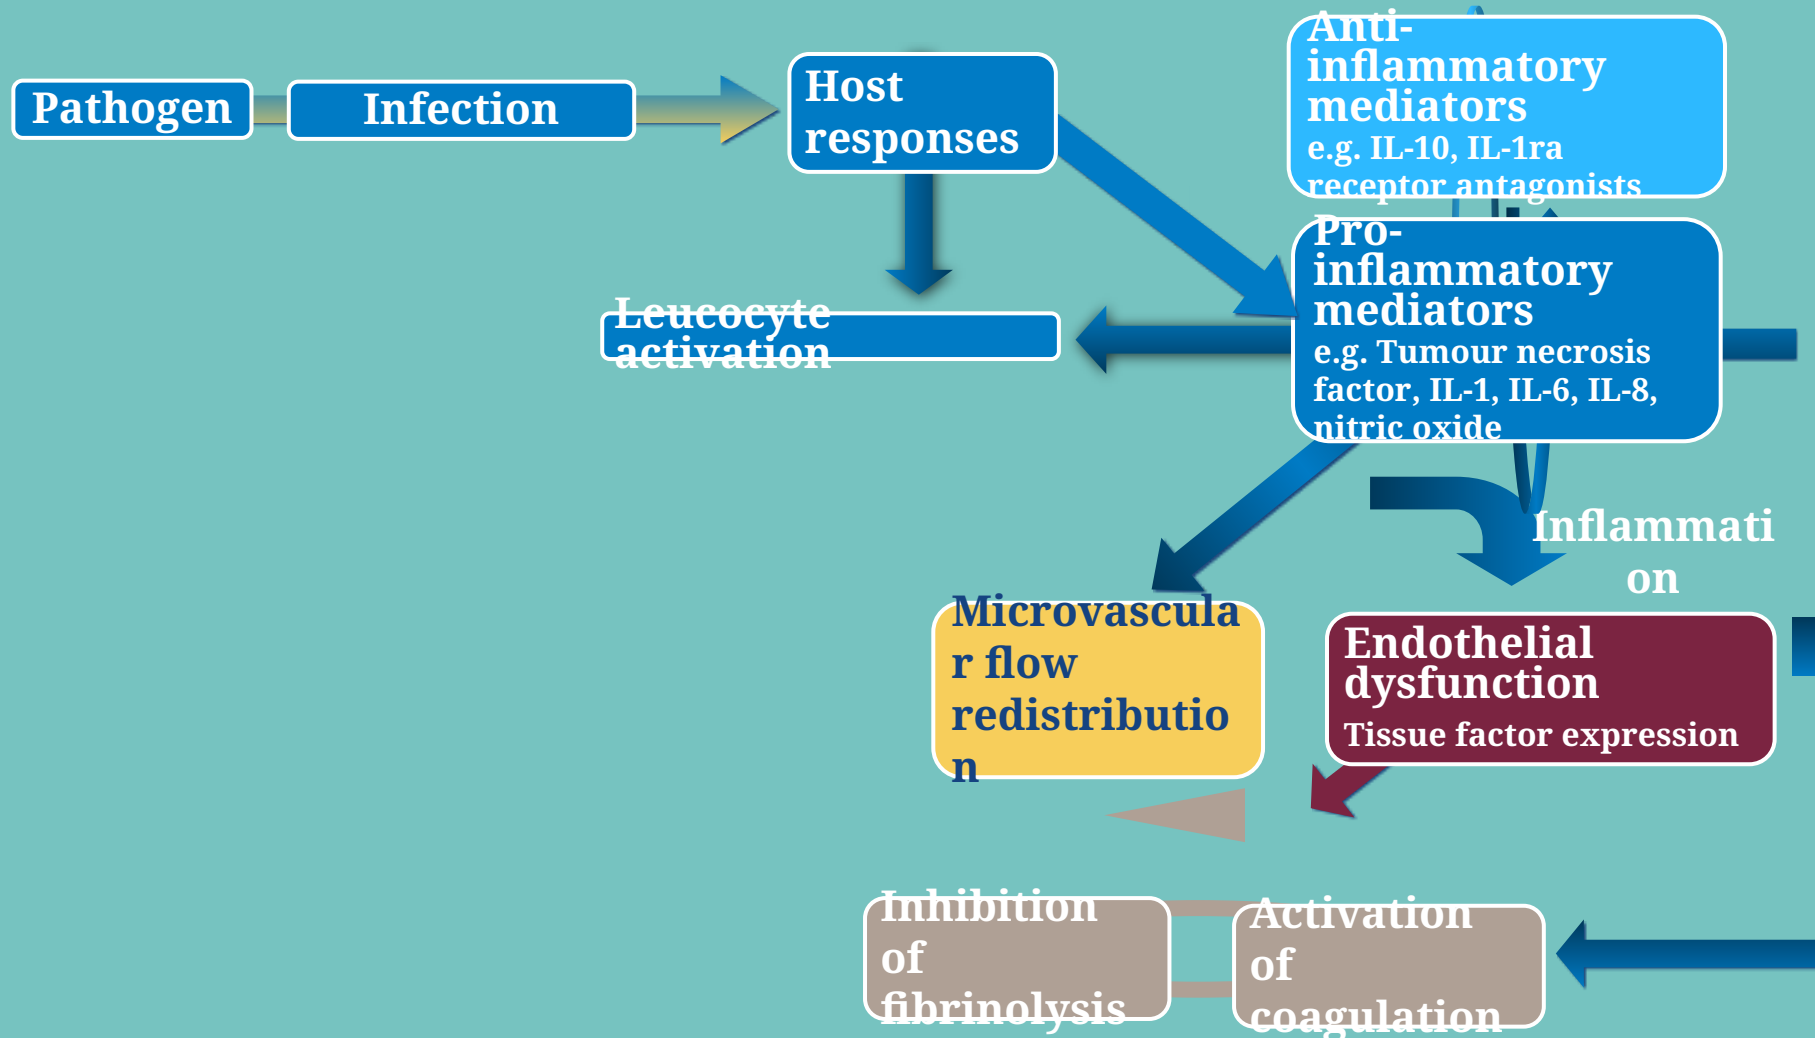 Pathogen
Infection
Host
responses
Anti-
inflammatory
mediators
e.g. IL-10, IL-1ra
receptor antagonists
Pro-
inflammatory
mediators
e.g. Tumour necrosis
factor, IL-1, IL-6, IL-8,
nitric oxide
Leucocyte
activation
Inflammati
on
Microvascula
r flow
redistributio
n
Endothelial
dysfunction
Tissue factor expression
Inhibition
of
fibrinolysis
Activation
of
coagulation